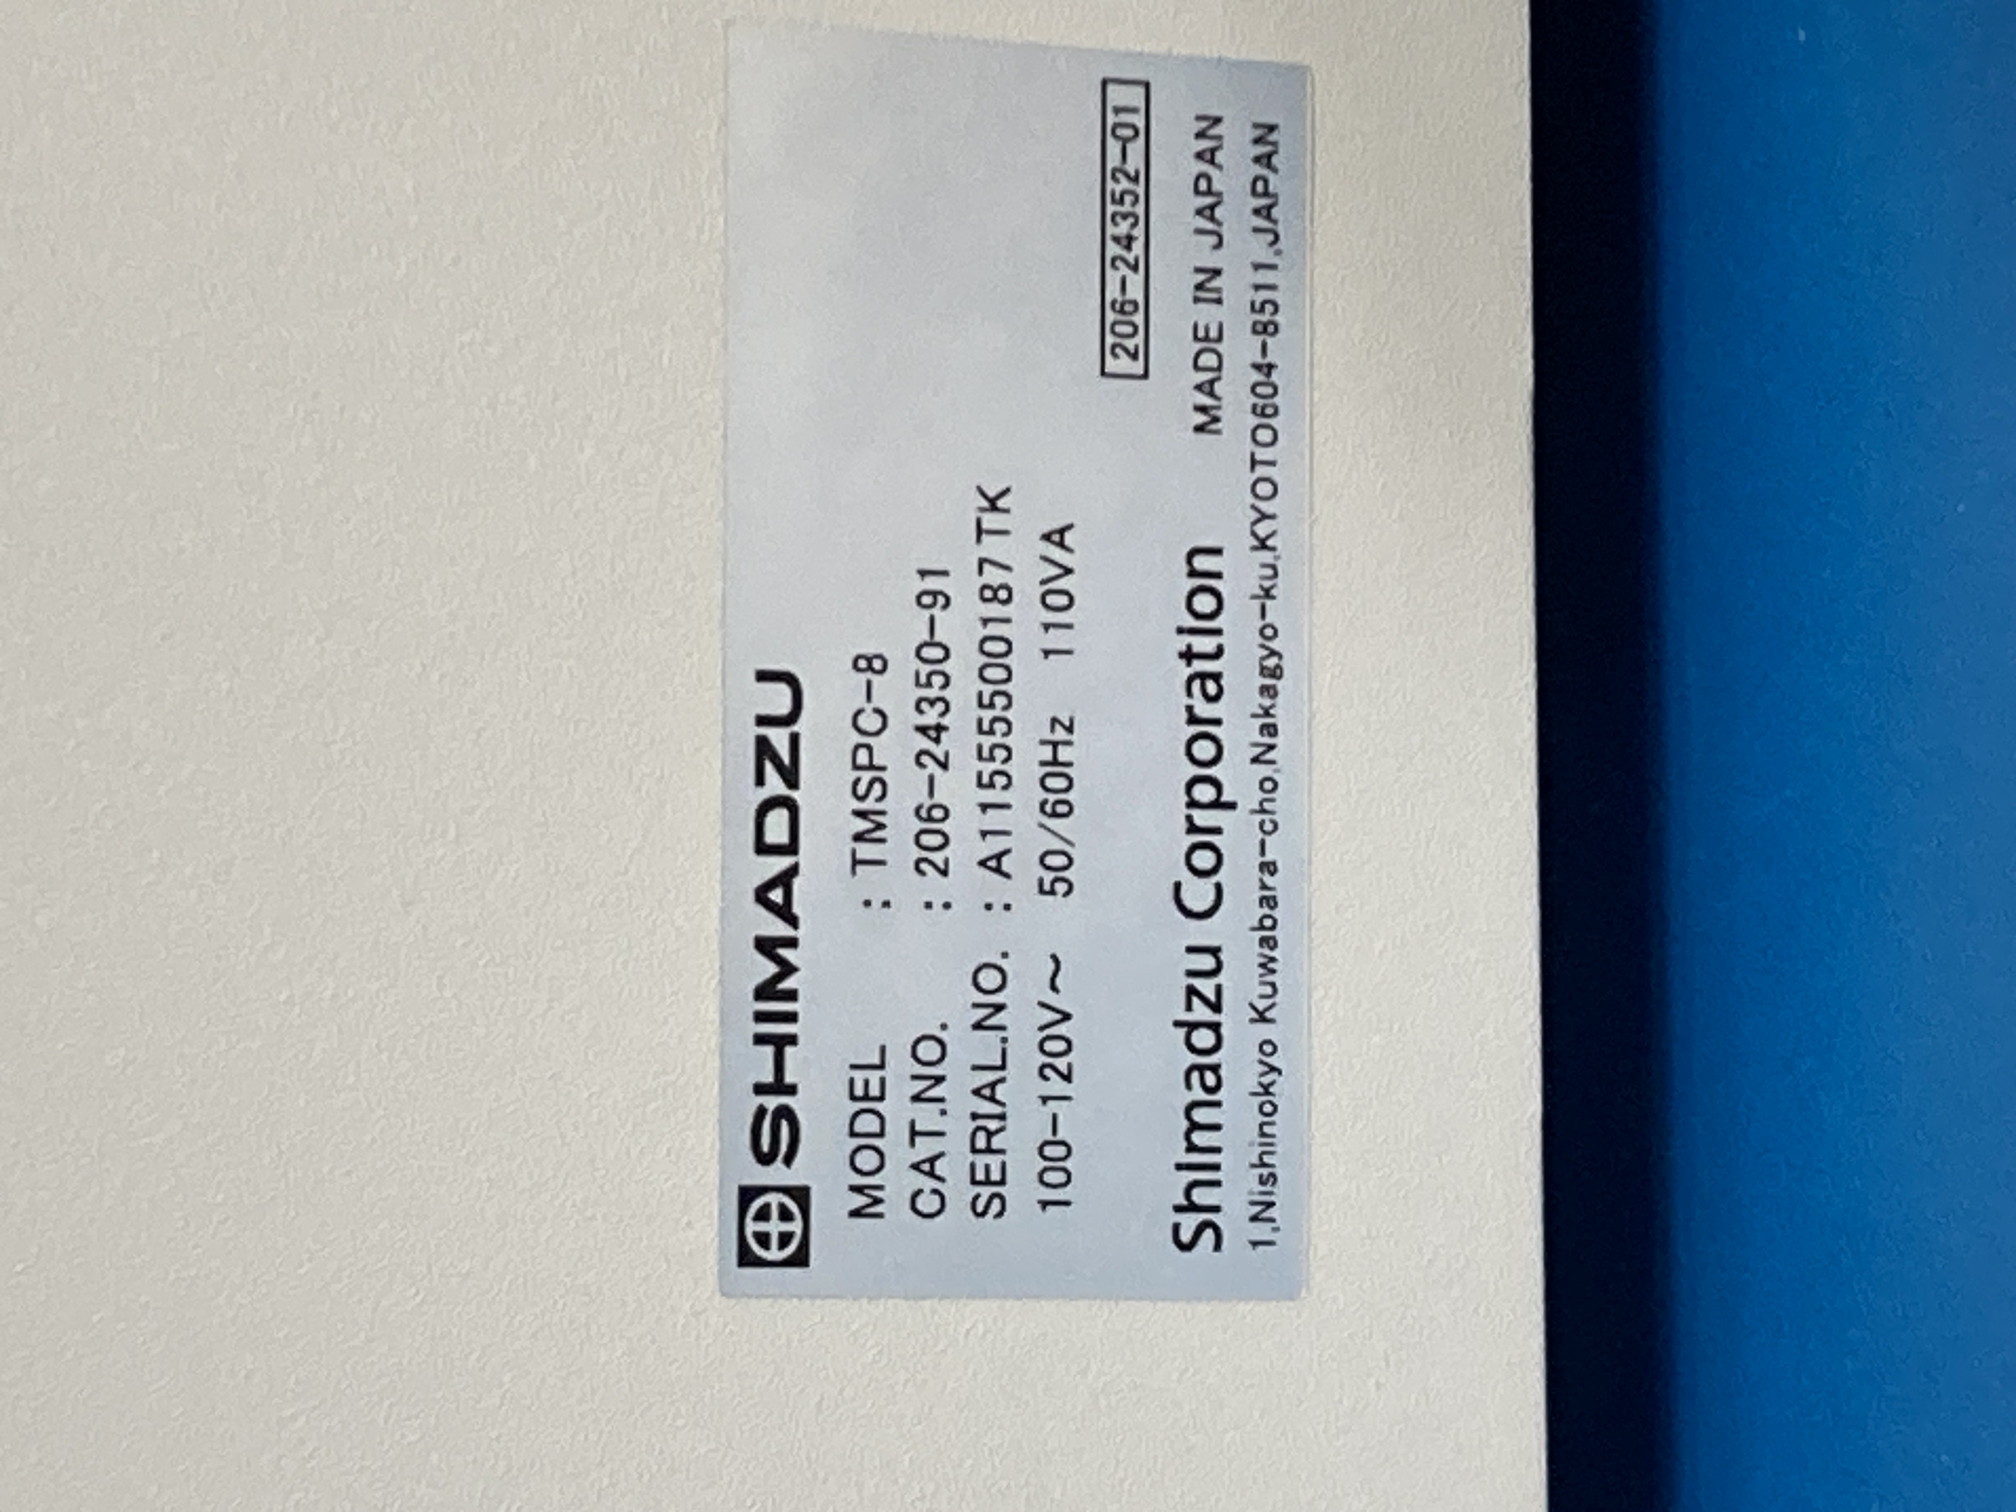 SHIMADZU
MODEL : TMSPC-8
CAT.NO. : 206-24350-91
SERIAL.NO. : A11555500187 TK
100-120V~ 50/60Hz 110VA
206-24352-01
Shimadzu Corporation MADE IN JAPAN
1,Nishinokyo Kuwabara-cho,Nakagyo-ku,KYOTO604-8511,JAPAN